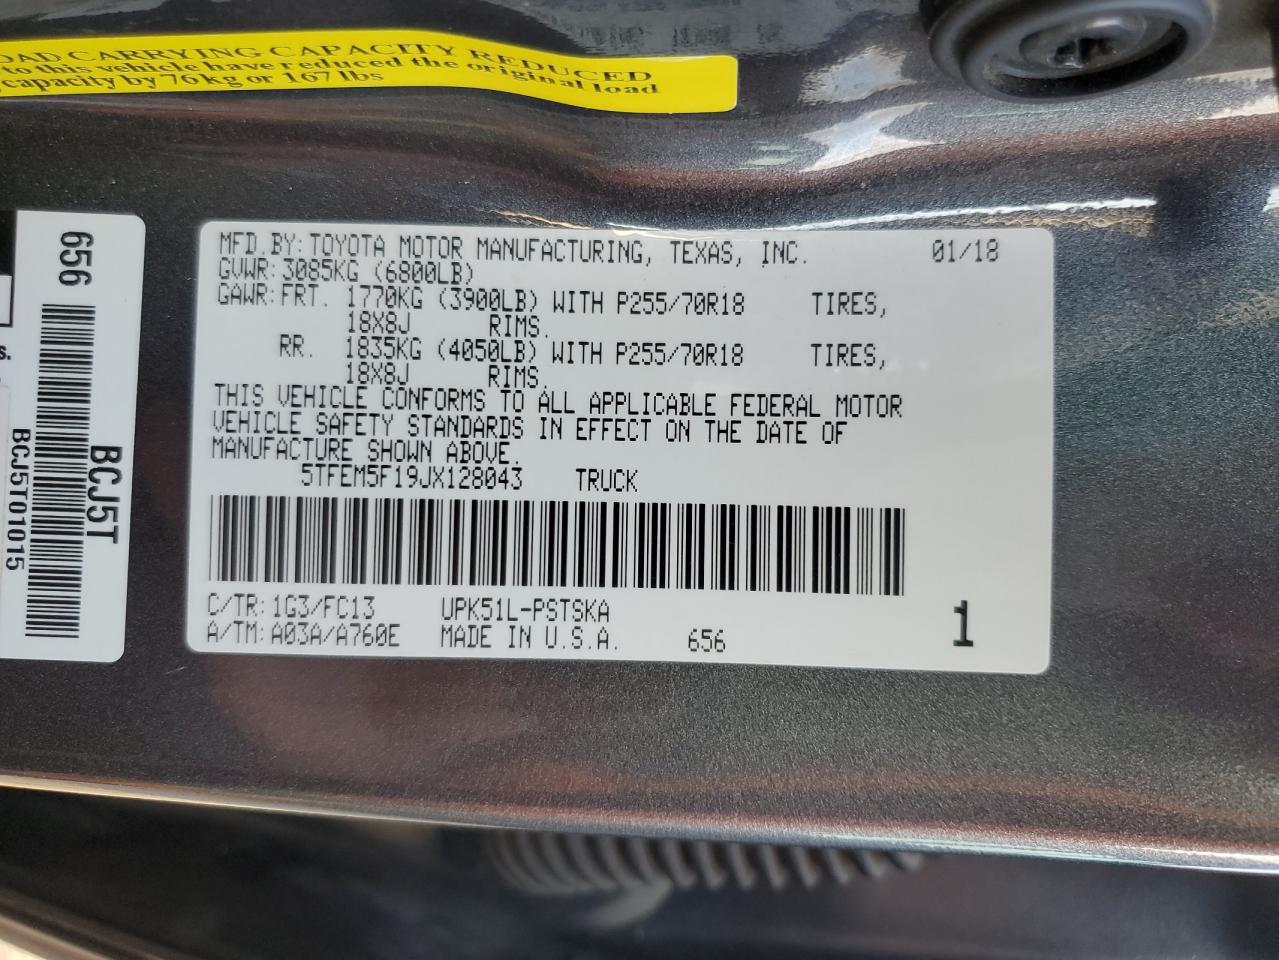 OAD CARRYING CAPACITY REDUCED
to this vehicle have reduced the original load
capacity by 76 kg or 167 lbs
656
BCJ5T
BCJ5T01015
s.
MFD.BY: TOYOTA MOTOR MANUFACTURING, TEXAS, INC. 01/18
GVWR: 3085KG (6800LB)
GAWR: FRT. 1770KG (3900LB) WITH P255/70R18 TIRES,
18X8J RIMS.
RR. 1835KG (4050LB) WITH P255/70R18 TIRES,
18X8J RIMS.
THIS VEHICLE CONFORMS TO ALL APPLICABLE FEDERAL MOTOR
VEHICLE SAFETY STANDARDS IN EFFECT ON THE DATE OF
MANUFACTURE SHOWN ABOVE.
5TFEM5F19JX128043 TRUCK
C/TR: 1G3/FC13 UPK51L-PSTSKA
A/TM: A03A/A760E MADE IN U.S.A. 656 1